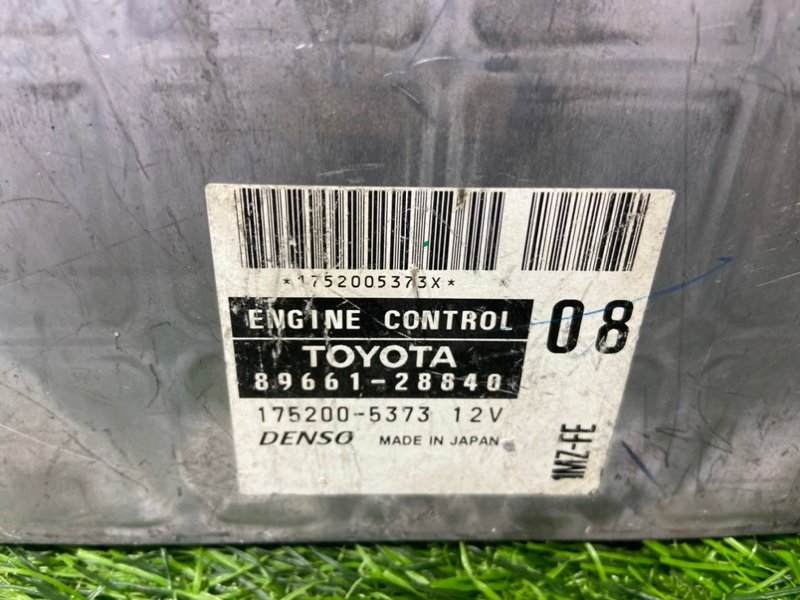 *1752005373X*
ENGINE CONTROL
08
TOYOTA
89661-28840
175200-5373 12V
DENSO MADE IN JAPAN
1MZ-FE